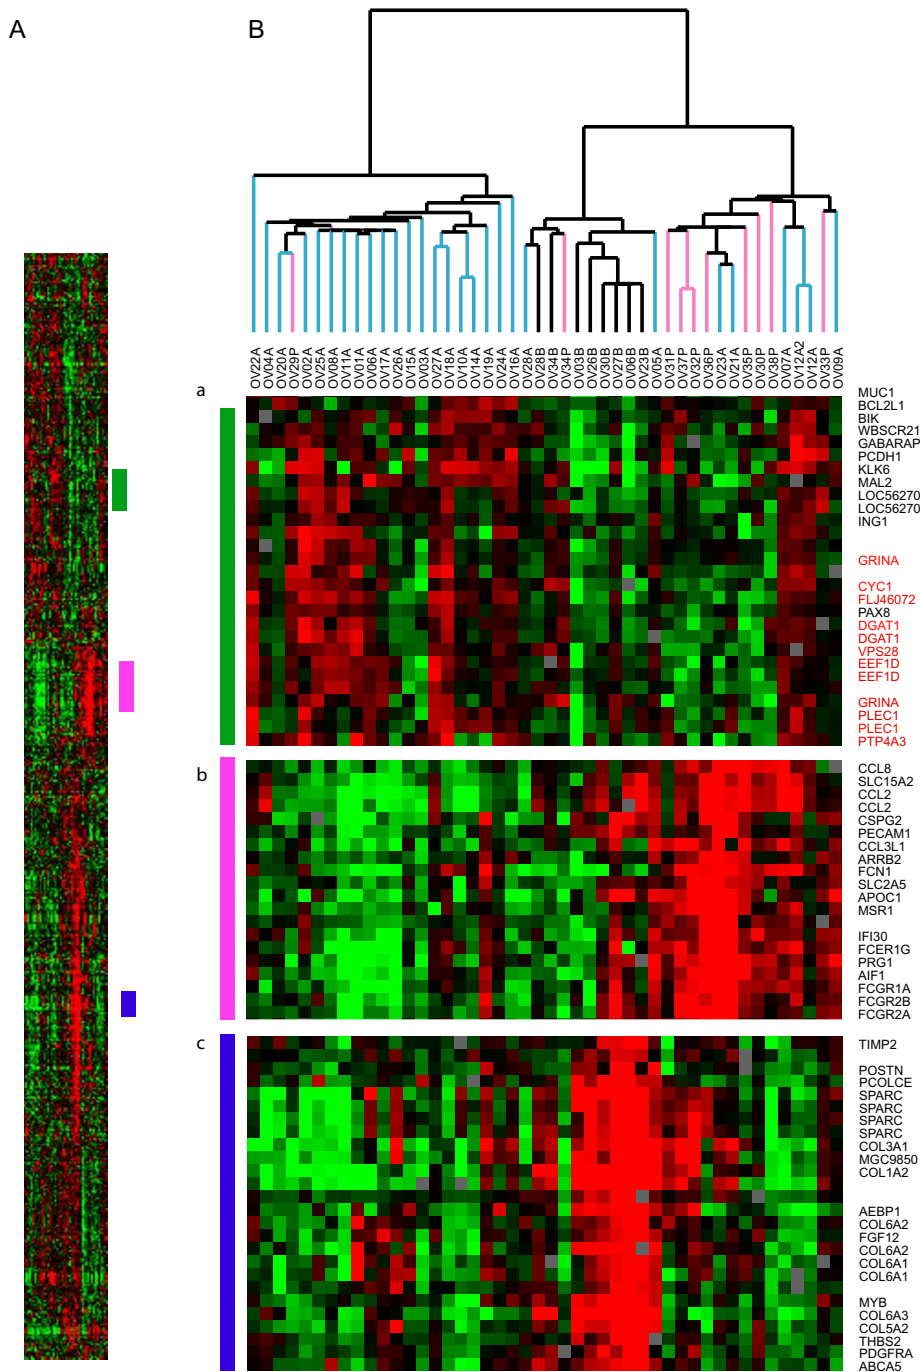 A
B
OV22A
OV04A
OV20A
OV29P
OV02A
OV25A
OV08A
OV11A
OV01A
OV06A
OV17A
OV26A
OV15A
OV03A
OV27A
OV18A
OV10A
OV14A
OV19A
OV24A
OV16A
OV28A
OV28B
OV34B
OV34P
OV03B
OV26B
OV30B
OV27B
OV06B
OV23B
OV05A
OV31P
OV37P
OV32P
OV36P
OV23A
OV21A
OV35P
OV30P
OV38P
OV07A
OV12A2
OV12A
OV33P
OV09A
a
MUC1
BCL2L1
BIK
WBSCR21
GABARAP
PCDH1
KLK6
MAL2
LOC56270
LOC56270
ING1
GRINA
CYC1
FLJ46072
PAX8
DGAT1
DGAT1
VPS28
EEF1D
EEF1D
GRINA
PLEC1
PLEC1
PTP4A3
b
CCL8
SLC15A2
CCL2
CCL2
CSPG2
PECAM1
CCL3L1
ARRB2
FCN1
SLC2A5
APOC1
MSR1
IFI30
FCER1G
PRG1
AIF1
FCGR1A
FCGR2B
FCGR2A
c
TIMP2
POSTN
PCOLCE
SPARC
SPARC
SPARC
SPARC
COL3A1
MGC9850
COL1A2
AEBP1
COL6A2
FGF12
COL6A2
COL6A1
COL6A1
MYB
COL6A3
COL5A2
THBS2
PDGFRA
ABCA5